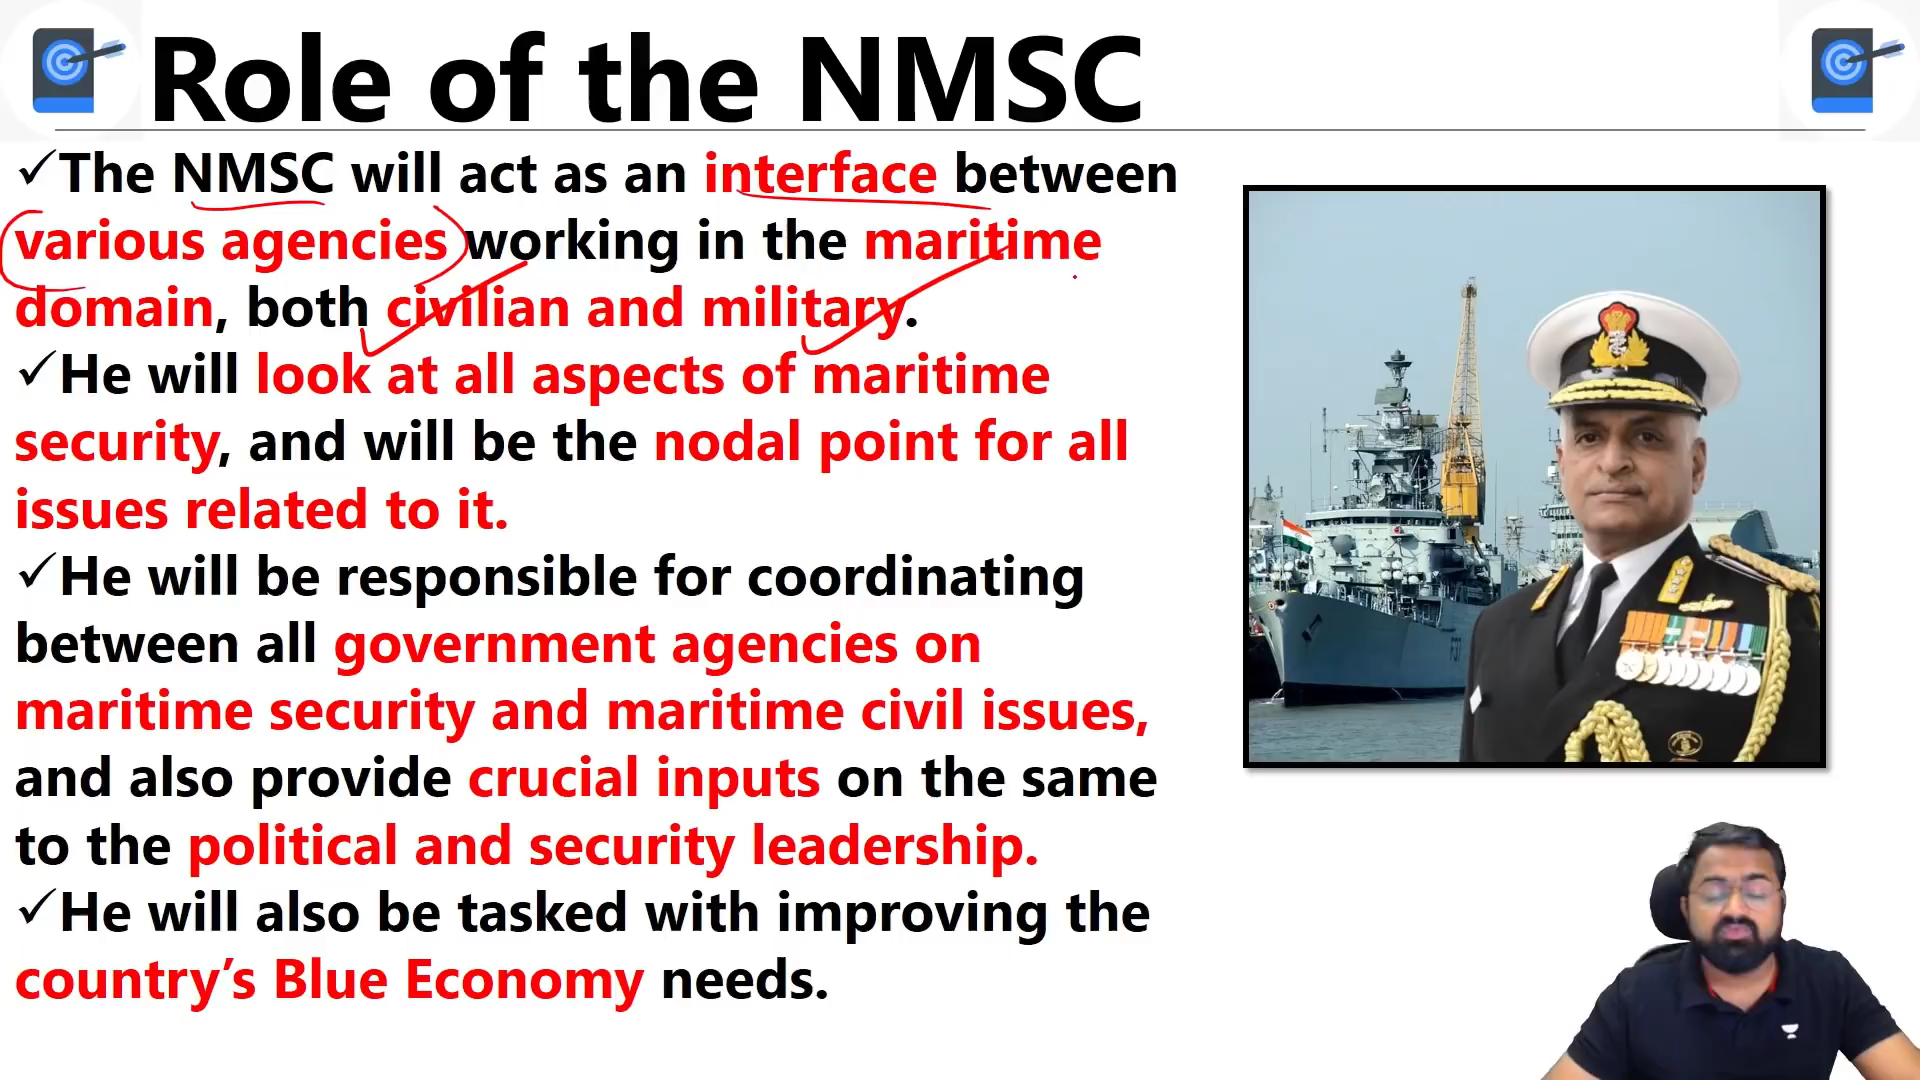 Role of the NMSC
✓The NMSC will act as an interface between
various agencies working in the maritime
domain, both civilian and military.
✓He will look at all aspects of maritime
security, and will be the nodal point for all
issues related to it.
✓He will be responsible for coordinating
between all government agencies on
maritime security and maritime civil issues,
and also provide crucial inputs on the same
to the political and security leadership.
✓He will also be tasked with improving the
country’s Blue Economy needs.
F37